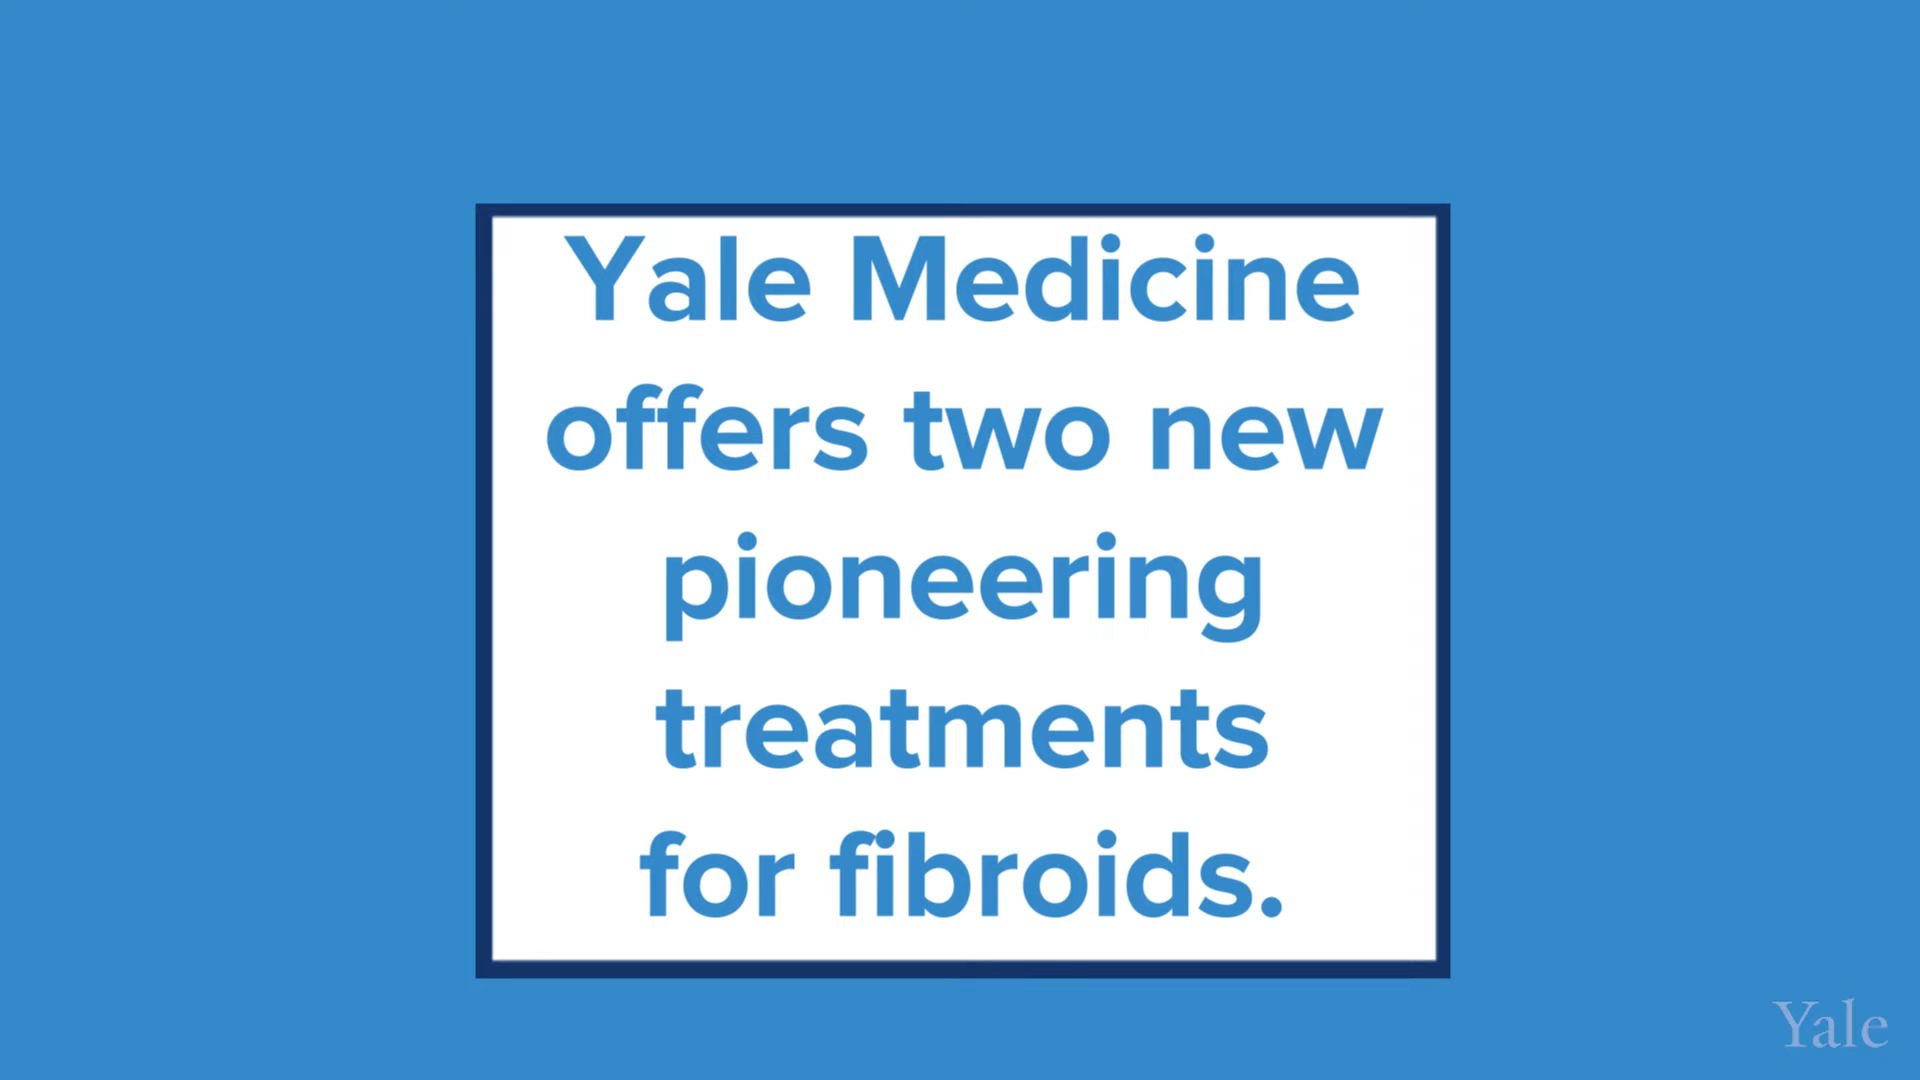 Yale Medicine
offers two new
pioneering
treatments
for fibroids.
Yale